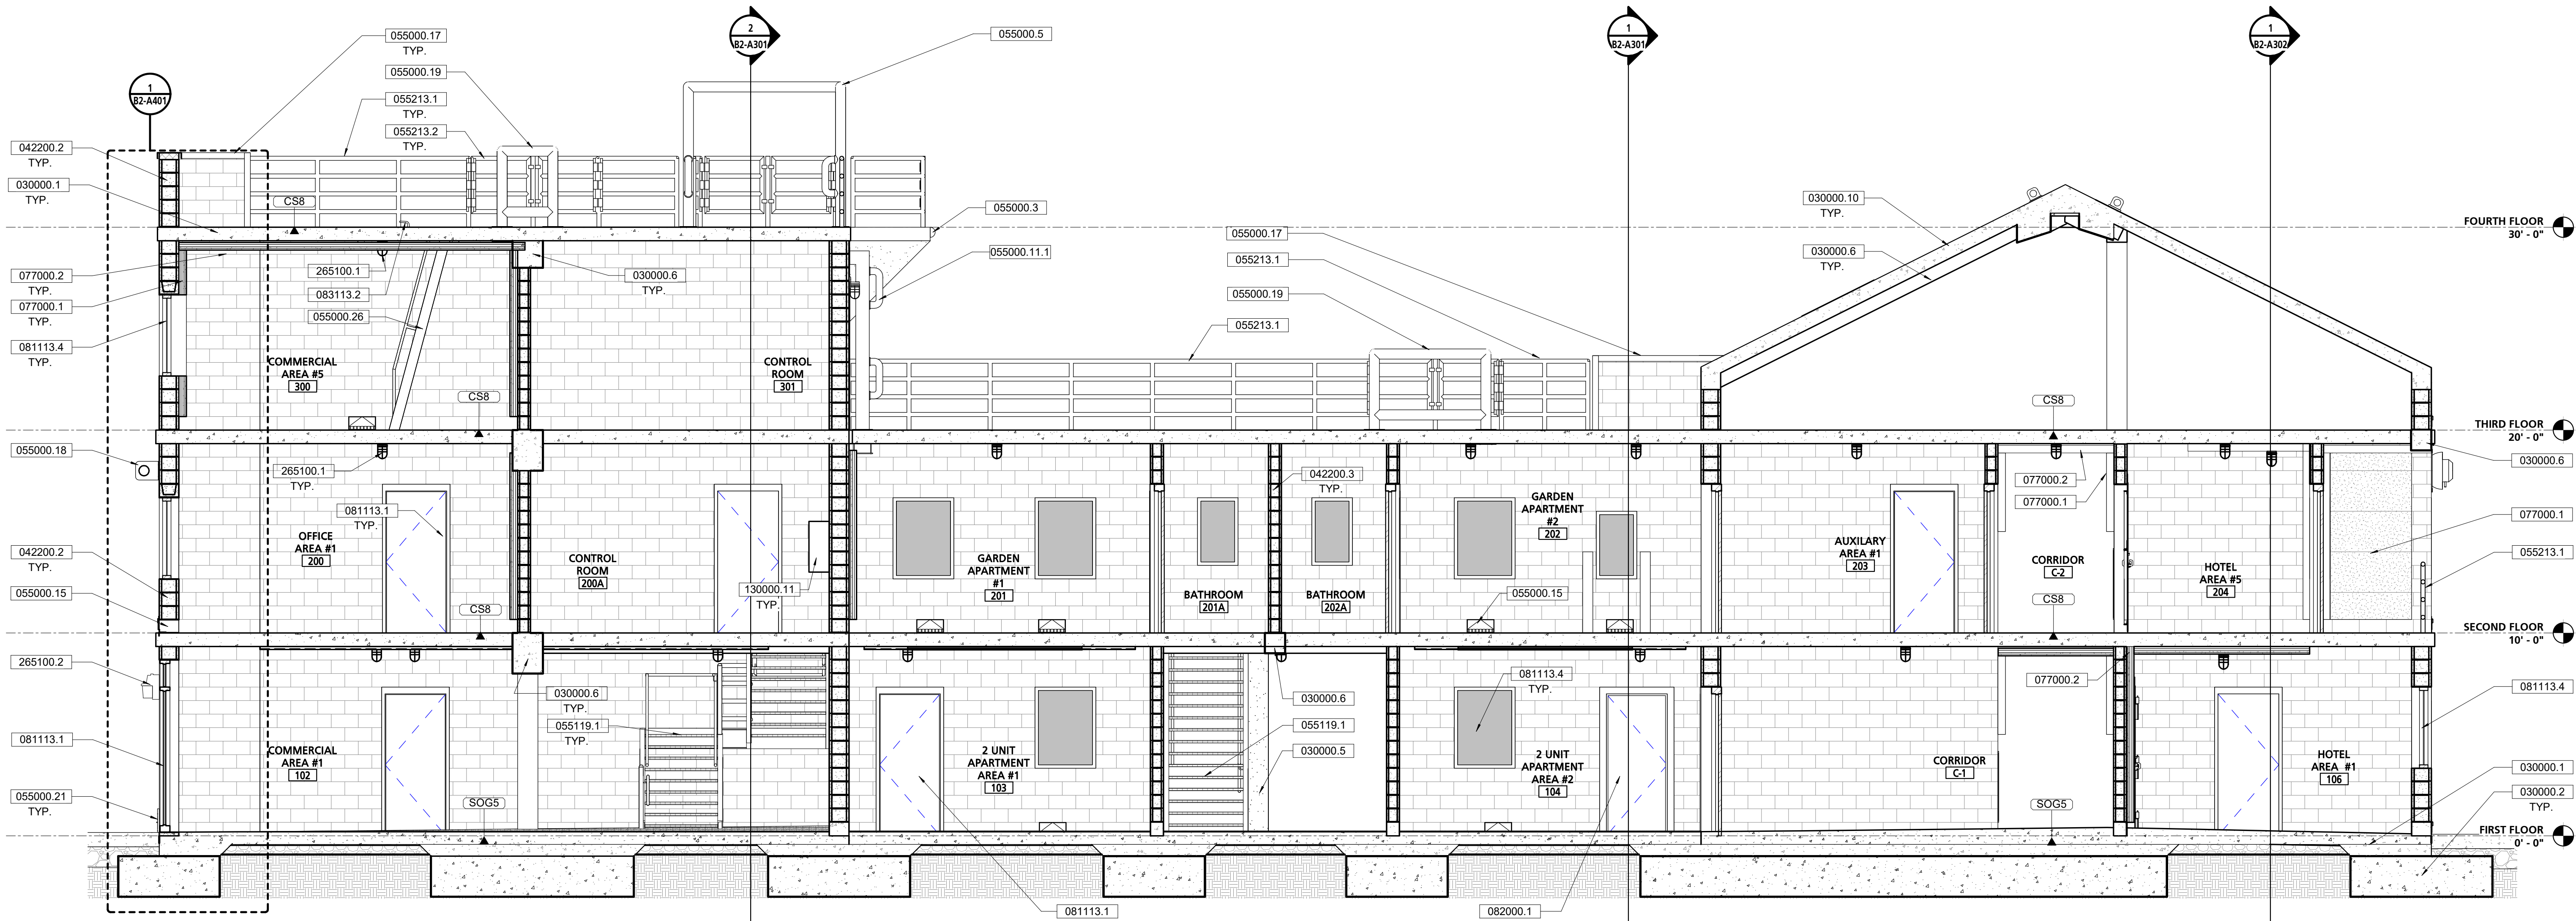 055000.17
TYP.
2
B2-A301
055000.5
1
B2-A301
1
B2-A302
055000.19
1
B2-A401
055213.1
TYP.
055213.2
TYP.
042200.2
TYP.
030000.1
TYP.
CS8
055000.3
030000.10
TYP.
FOURTH FLOOR
30' - 0"
055000.17
055000.11.1
030000.6
TYP.
055213.1
077000.2
TYP.
265100.1
030000.6
TYP.
083113.2
055000.19
077000.1
TYP.
055000.26
055213.1
081113.4
TYP.
COMMERCIAL
AREA #5
300
CONTROL
ROOM
301
CS8
CS8
THIRD FLOOR
20' - 0"
055000.18
265100.1
TYP.
042200.3
TYP.
077000.2
030000.6
077000.1
081113.1
TYP.
GARDEN
APARTMENT
#2
202
077000.1
OFFICE
AREA #1
200
CONTROL
ROOM
200A
GARDEN
APARTMENT
#1
201
AUXILARY
AREA #1
203
CORRIDOR
C-2
HOTEL
AREA #5
204
042200.2
TYP.
055213.1
130000.11
TYP.
BATHROOM
201A
BATHROOM
202A
055000.15
055000.15
CS8
CS8
SECOND FLOOR
10' - 0"
265100.2
030000.6
TYP.
030000.6
081113.4
TYP.
077000.2
081113.4
055119.1
TYP.
055119.1
081113.1
030000.5
COMMERCIAL
AREA #1
102
2 UNIT
APARTMENT
AREA #1
103
2 UNIT
APARTMENT
AREA #2
104
CORRIDOR
C-1
HOTEL
AREA #1
106
030000.1
055000.21
TYP.
SOG5
SOG5
030000.2
TYP.
FIRST FLOOR
0' - 0"
081113.1
082000.1